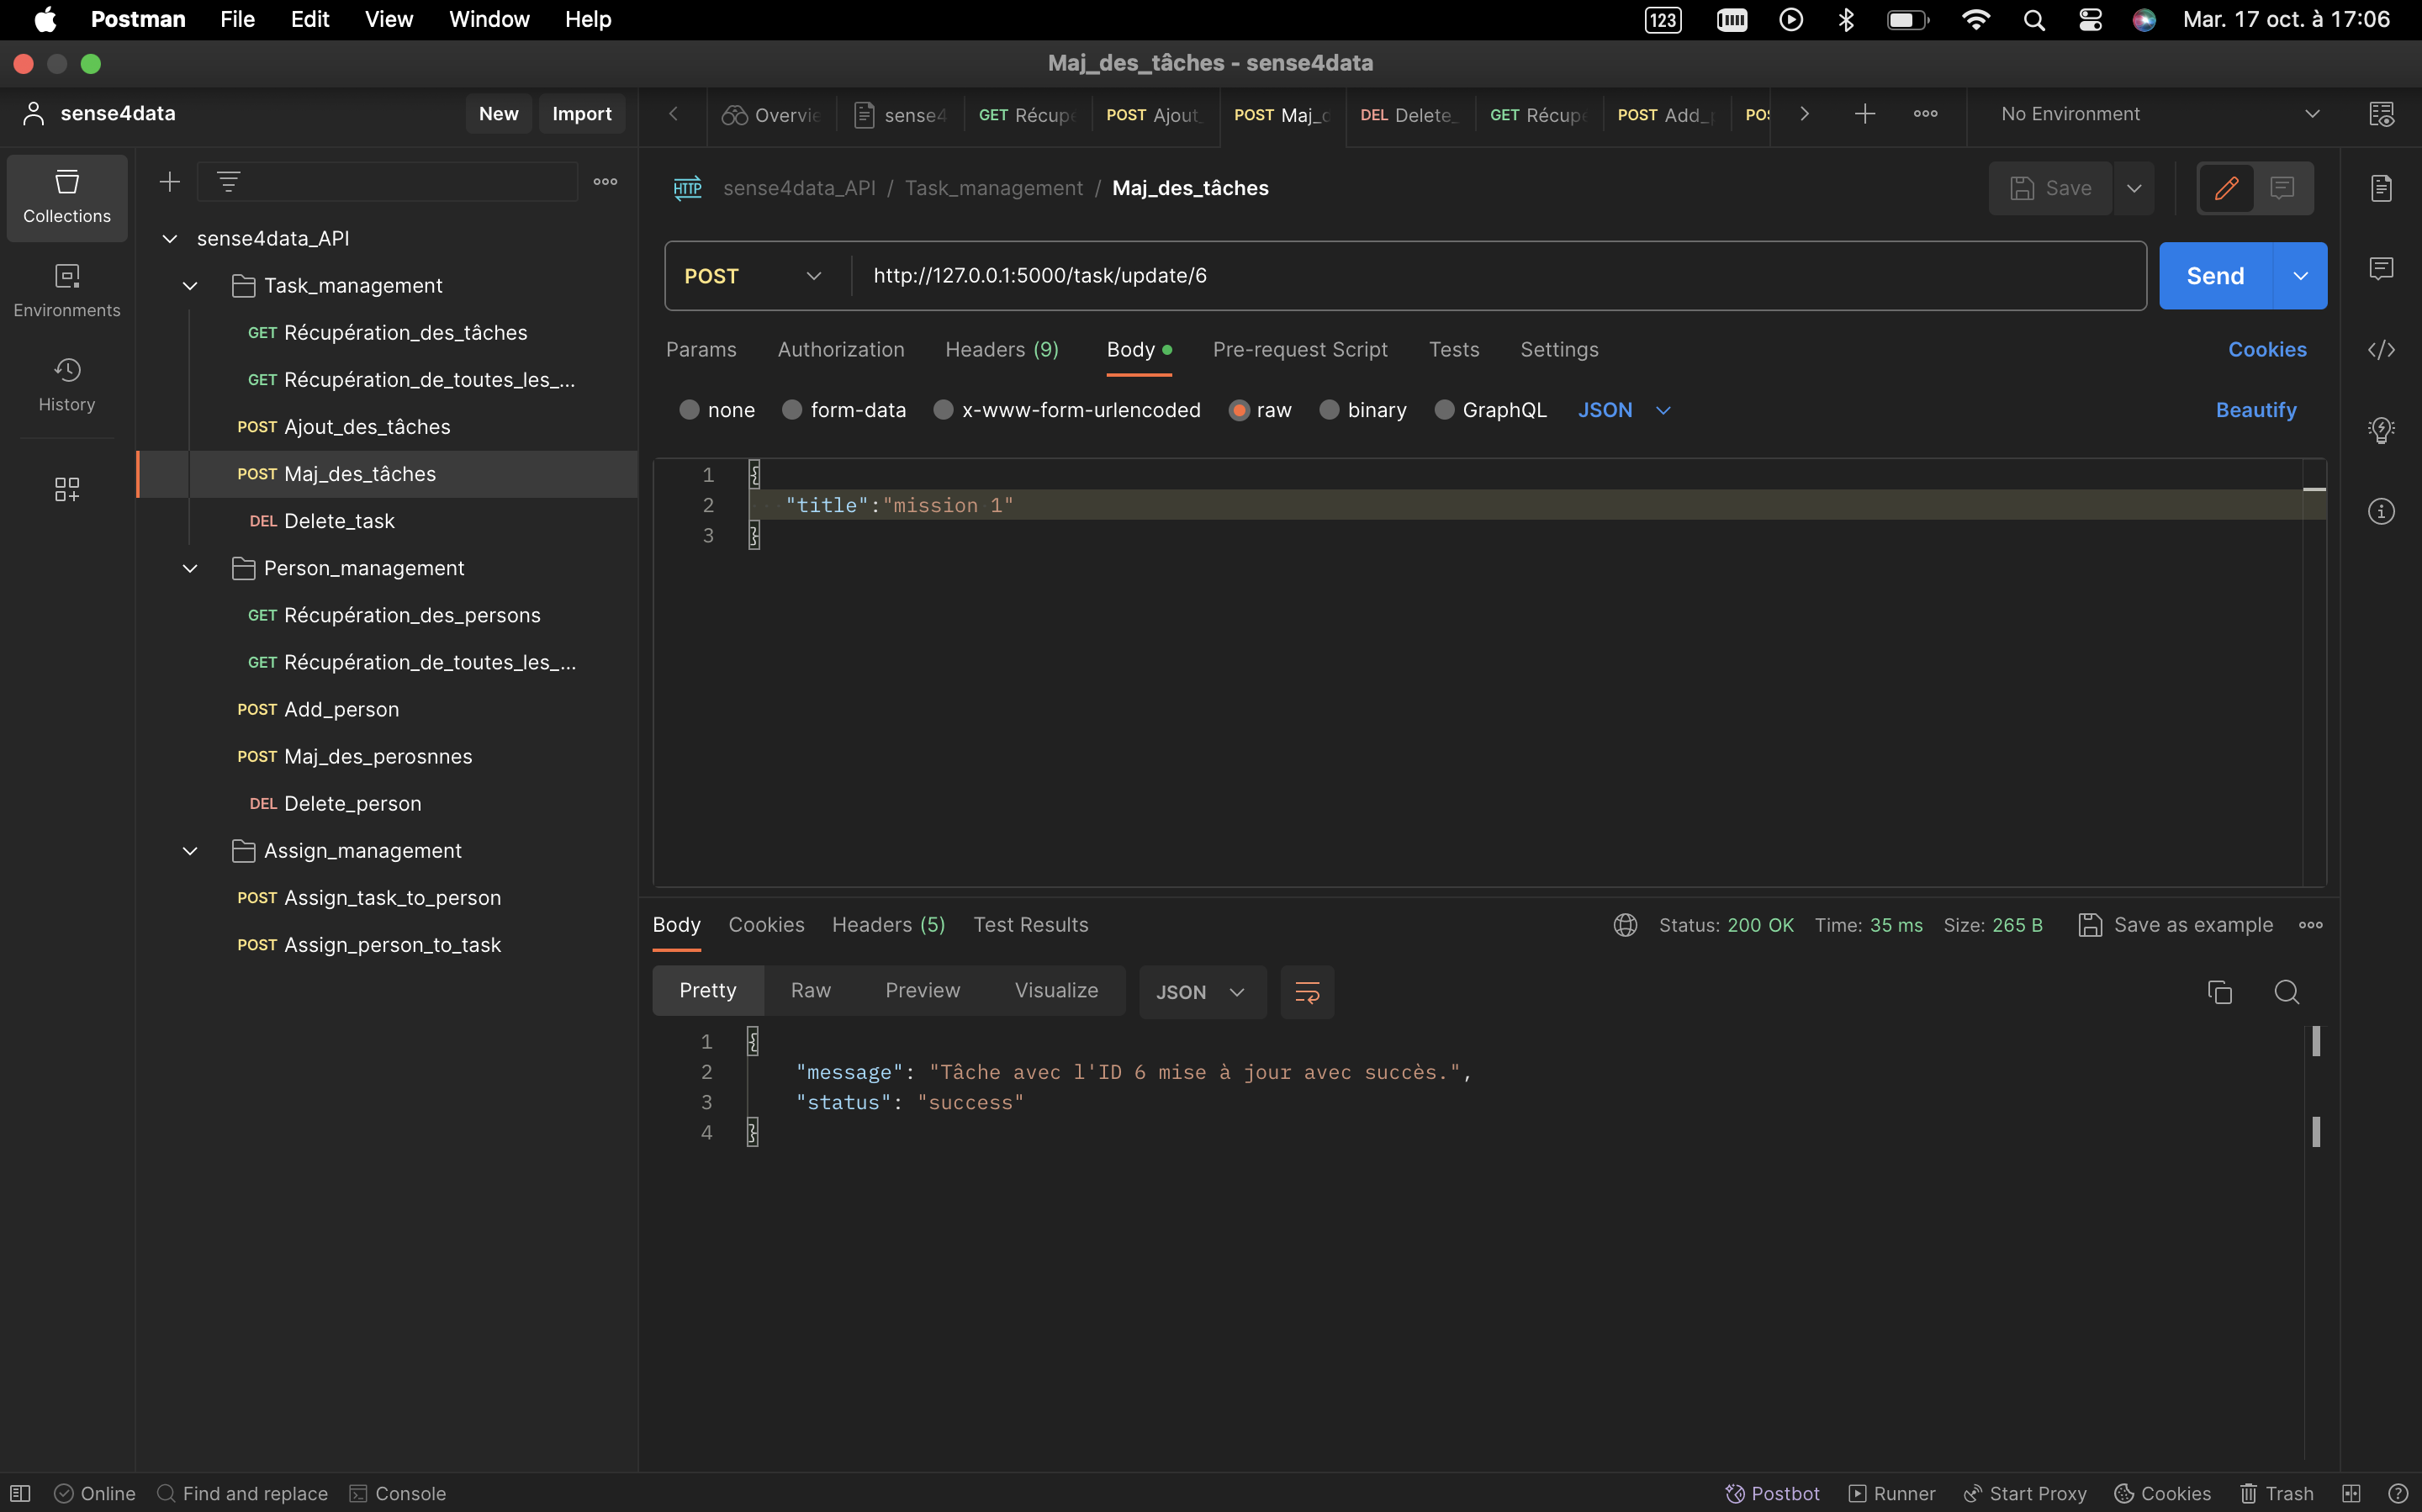 Postman File Edit View Window Help 123 Mar. 17 oct. à 17:06
Maj_des_tâches - sense4data
sense4data New Import
Overvie sense4 GET Récupe POST Ajout_ POST Maj_d DEL Delete_ GET Récupe POST Add_p POS No Environment
Collections
Environments
History
sense4data_API
Task_management
GET Récupération_des_tâches
GET Récupération_de_toutes_les_...
POST Ajout_des_tâches
POST Maj_des_tâches
DEL Delete_task
Person_management
GET Récupération_des_persons
GET Récupération_de_toutes_les_...
POST Add_person
POST Maj_des_perosnnes
DEL Delete_person
Assign_management
POST Assign_task_to_person
POST Assign_person_to_task
HTTP sense4data_API / Task_management / Maj_des_tâches Save
POST http://127.0.0.1:5000/task/update/6 Send
Params Authorization Headers (9) Body Pre-request Script Tests Settings Cookies
none form-data x-www-form-urlencoded raw binary GraphQL JSON Beautify
1 {
2 "title":"mission 1"
3 }
Body Cookies Headers (5) Test Results Status: 200 OK Time: 35 ms Size: 265 B Save as example
Pretty Raw Preview Visualize JSON
1 {
2 "message": "Tâche avec l'ID 6 mise à jour avec succès.",
3 "status": "success"
4 }
Online Find and replace Console Postbot Runner Start Proxy Cookies Trash